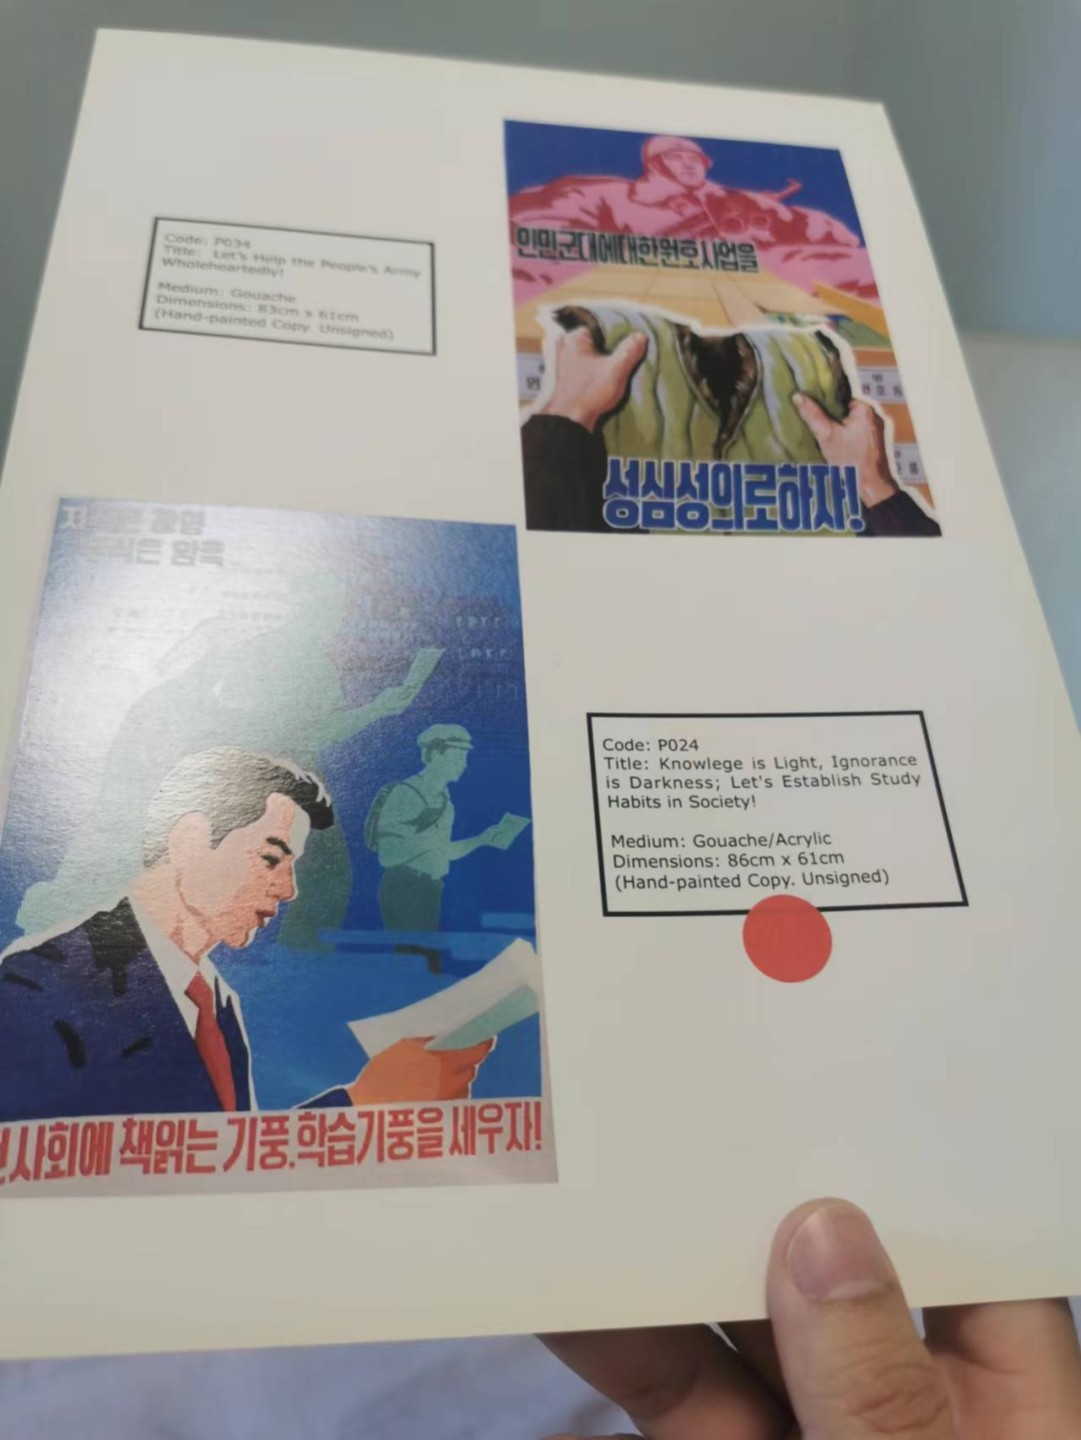 Code: P034
Title: Let's Help the People's Army
Wholeheartedly!
Medium: Gouache
Dimensions: 83cm x 61cm
(Hand-painted Copy. Unsigned)
인민군대에대한원호사업을
성심성의로하자!
지식은 광명
무식은 암흑
사회에 책읽는 기풍, 학습기풍을 세우자!
Code: P024
Title: Knowlege is Light, Ignorance
is Darkness; Let's Establish Study
Habits in Society!
Medium: Gouache/Acrylic
Dimensions: 86cm x 61cm
(Hand-painted Copy. Unsigned)